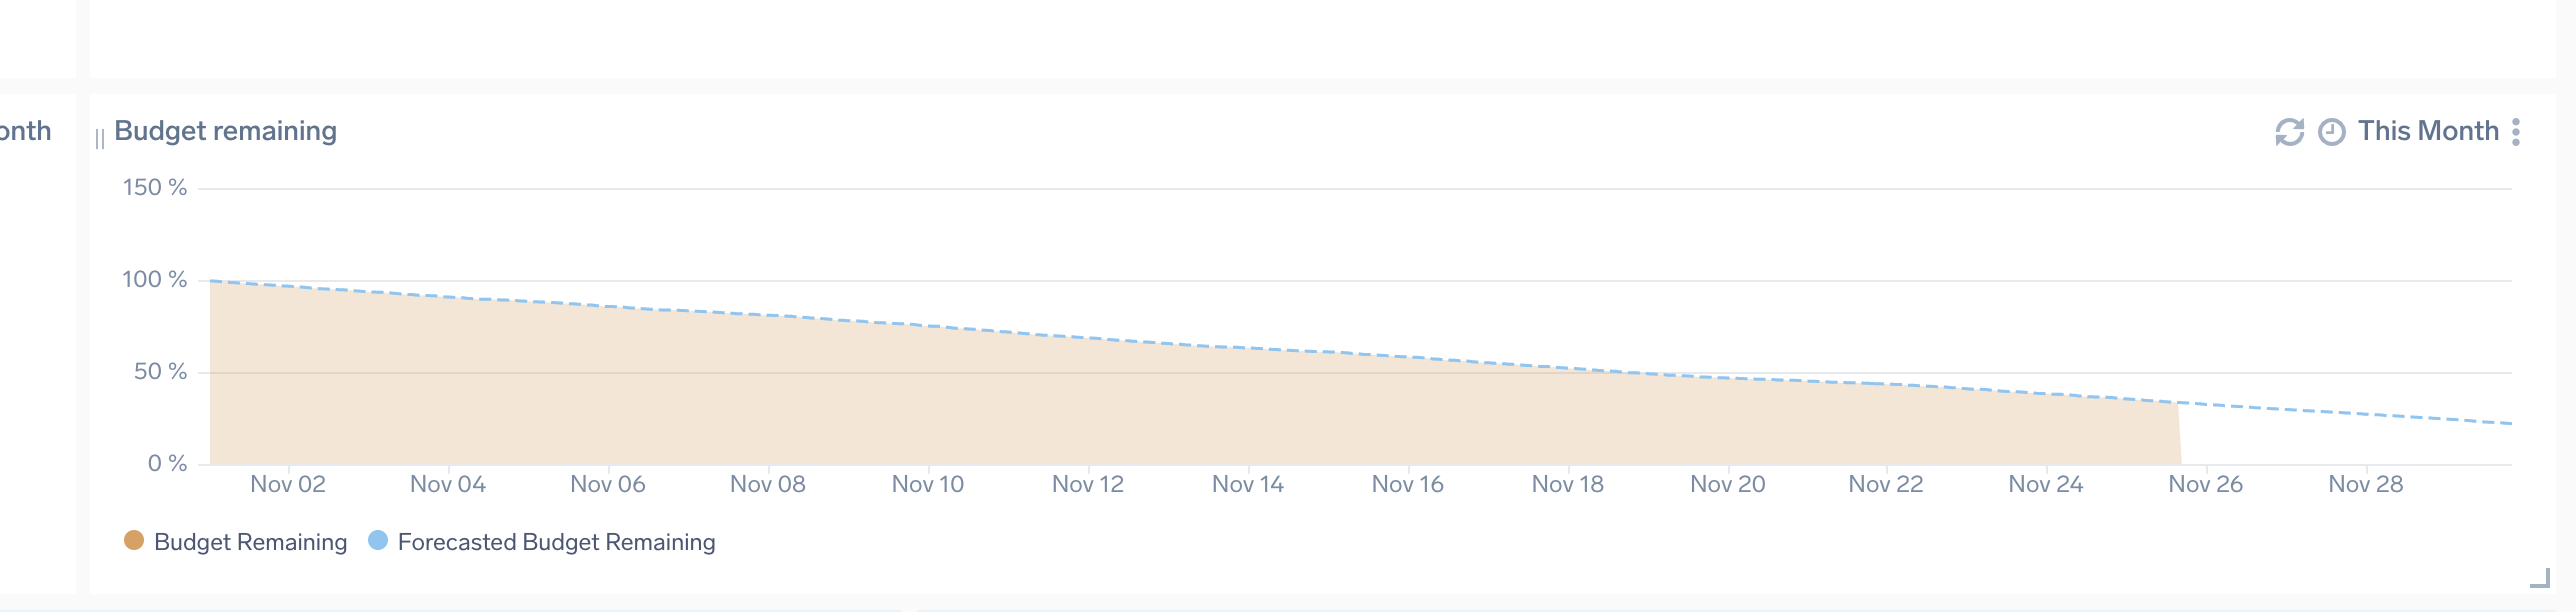 onth
Budget remaining
This Month
150 %
100 %
50 %
0 %
Nov 02 Nov 04 Nov 06 Nov 08 Nov 10 Nov 12 Nov 14 Nov 16 Nov 18 Nov 20 Nov 22 Nov 24 Nov 26 Nov 28
Budget Remaining Forecasted Budget Remaining